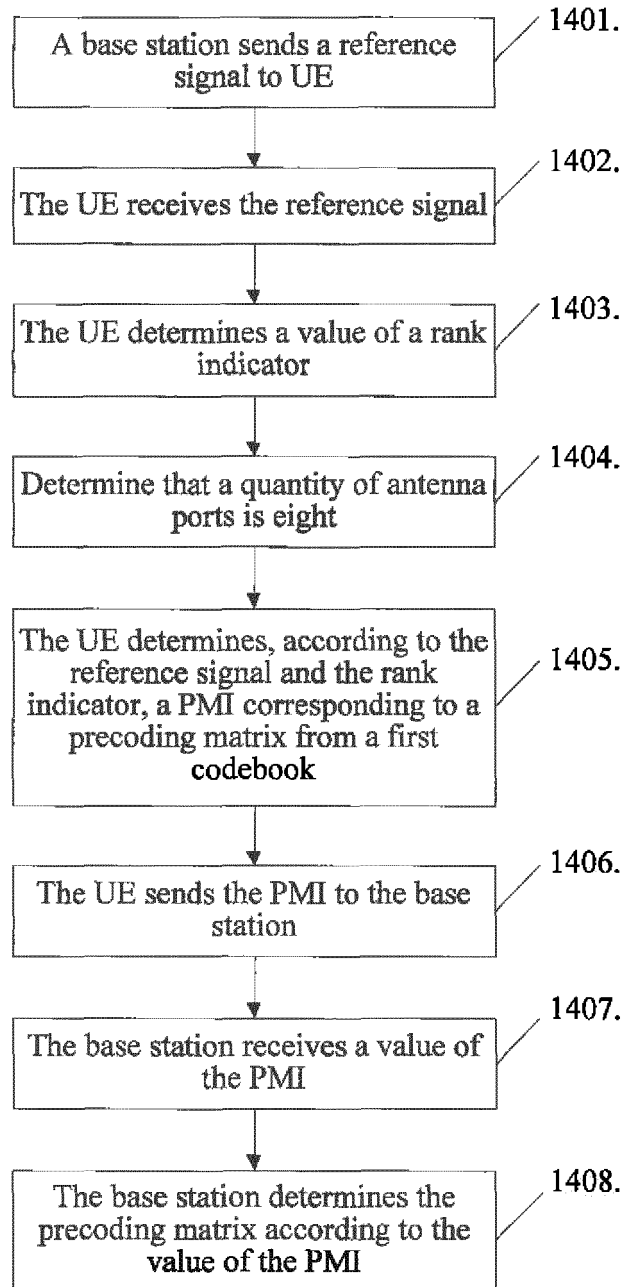 1401.
A base station sends a reference
signal to UE
1402.
The UE receives the reference signal
1403.
The UE determines a value of a rank
indicator
1404.
Determine that a quantity of antenna
ports is eight
1405.
The UE determines, according to the
reference signal and the rank
indicator, a PMI corresponding to a
precoding matrix from a first
codebook
1406.
The UE sends the PMI to the base
station
1407.
The base station receives a value of
the PMI
1408.
The base station determines the
precoding matrix according to the
value of the PMI